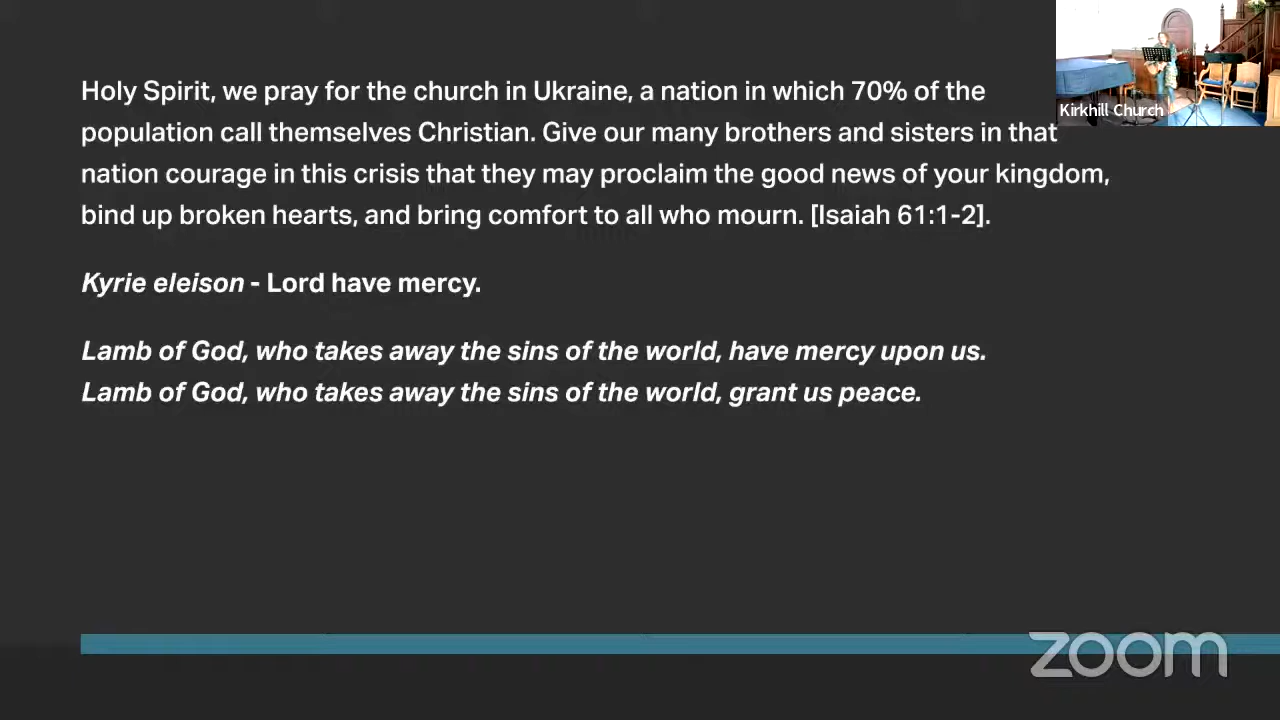 Holy Spirit, we pray for the church in Ukraine, a nation in which 70% of the
population call themselves Christian. Give our many brothers and sisters in that
nation courage in this crisis that they may proclaim the good news of your kingdom,
bind up broken hearts, and bring comfort to all who mourn. [Isaiah 61:1-2].
Kyrie eleison - Lord have mercy.
Lamb of God, who takes away the sins of the world, have mercy upon us.
Lamb of God, who takes away the sins of the world, grant us peace.
Kirkhill Church
zoom